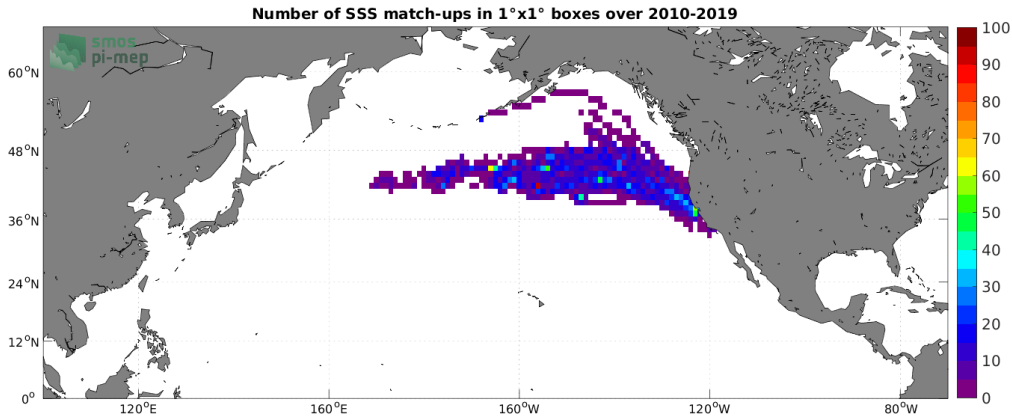 Number of SSS match-ups in 1°x1° boxes over 2010-2019
smos
pi-mep
60°N
48°N
36°N
24°N
12°N
0°
120°E
160°E
160°W
120°W
80°W
100
90
80
70
60
50
40
30
20
10
0